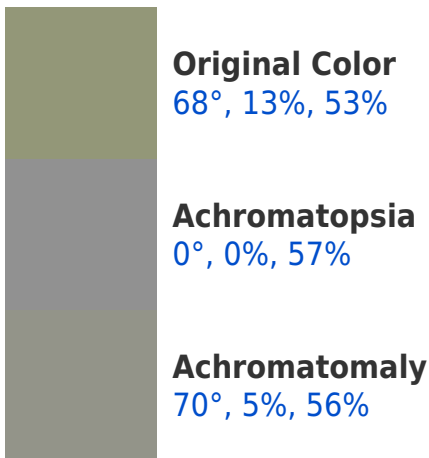 Original Color
68°, 13%, 53%
Achromatopsia
0°, 0%, 57%
Achromatomaly
70°, 5%, 56%